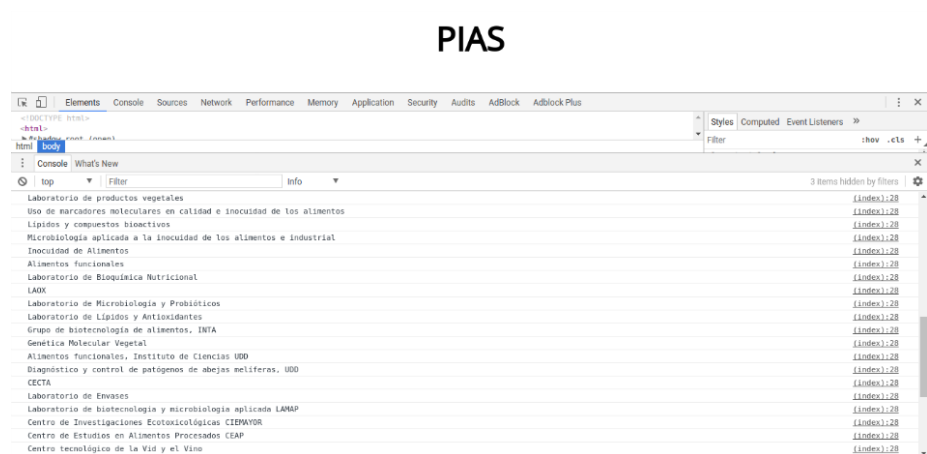 PIAS
Elements Console Sources Network Performance Memory Application Security Audits AdBlock Adblock Plus
<!DOCTYPE html>
<html>
Styles Computed Event Listeners »
Filter :hov .cls +
html body
Console What's New
top ▼ Filter Info ▼ 3 items hidden by filters
Laboratorio de productos vegetales (index):28
Uso de marcadores moleculares en calidad e inocuidad de los alimentos (index):28
Lípidos y compuestos bioactivos (index):28
Microbiología aplicada a la inocuidad de los alimentos e industrial (index):28
Inocuidad de Alimentos (index):28
Alimentos funcionales (index):28
Laboratorio de Bioquímica Nutricional (index):28
LAOX (index):28
Laboratorio de Microbiología y Probióticos (index):28
Laboratorio de Lípidos y Antioxidantes (index):28
Grupo de biotecnología de alimentos, INTA (index):28
Genética Molecular Vegetal (index):28
Alimentos funcionales, Instituto de Ciencias UDD (index):28
Diagnóstico y control de patógenos de abejas melíferas, UDD (index):28
CECTA (index):28
Laboratorio de Envases (index):28
Laboratorio de biotecnología y microbiología aplicada LAMAP (index):28
Centro de Investigaciones Ecotoxicológicas CIEMAYOR (index):28
Centro de Estudios en Alimentos Procesados CEAP (index):28
Centro tecnológico de la Vid y el Vino (index):28